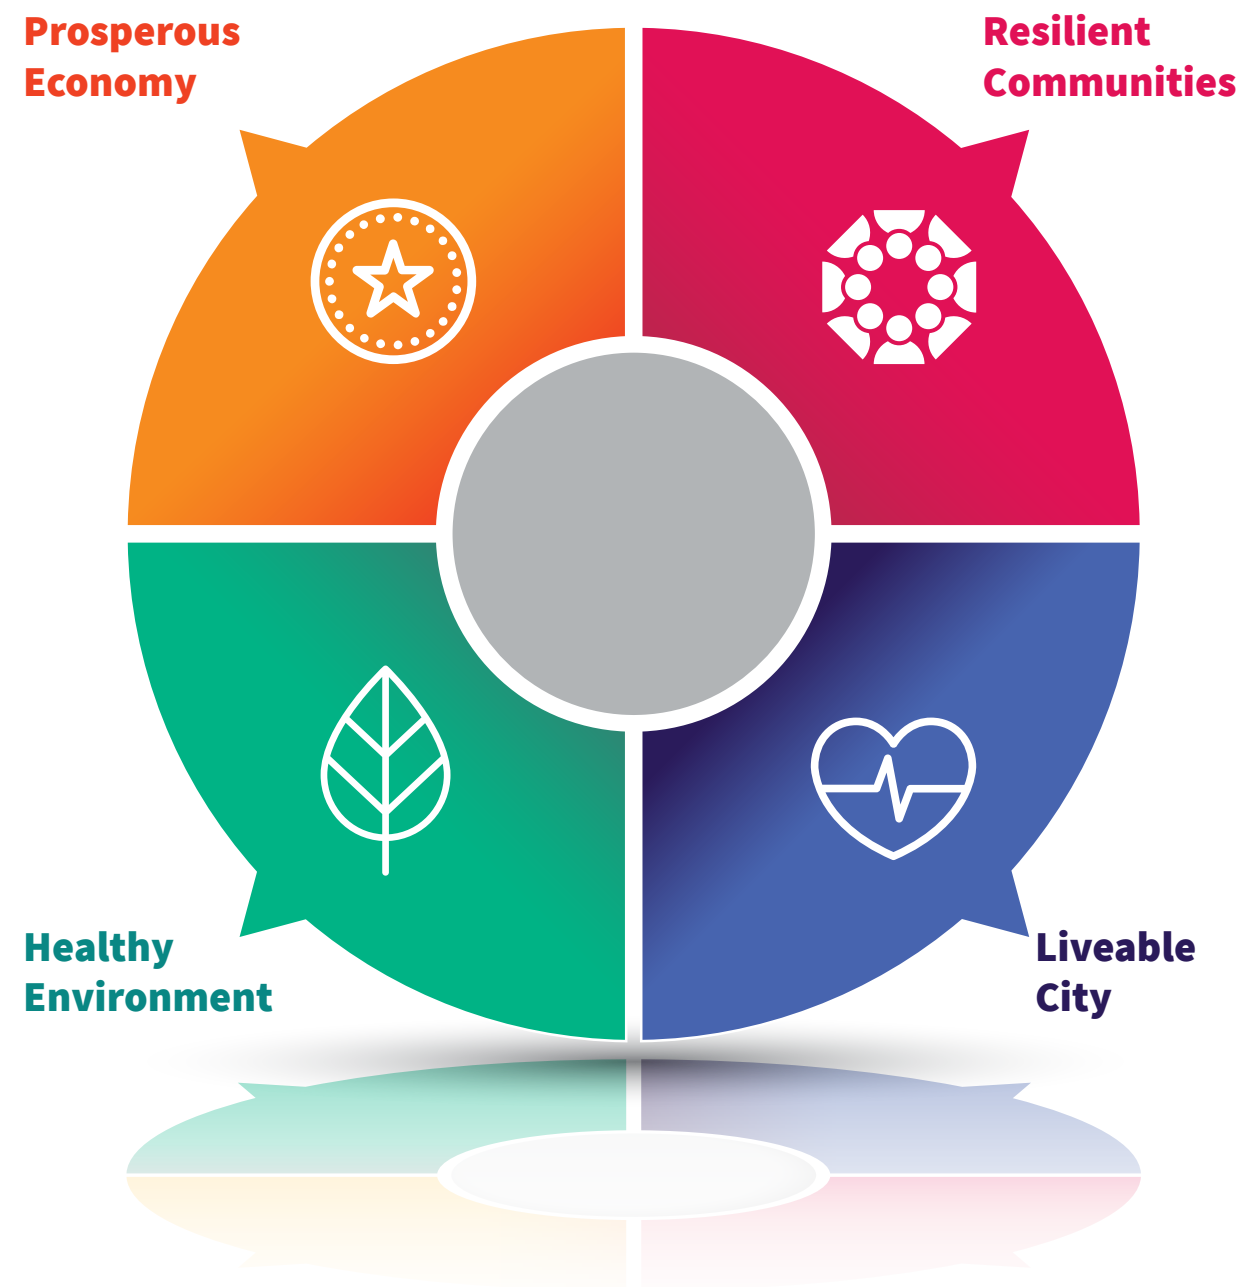 Prosperous
Economy
Resilient
Communities
Healthy
Environment
Liveable
City